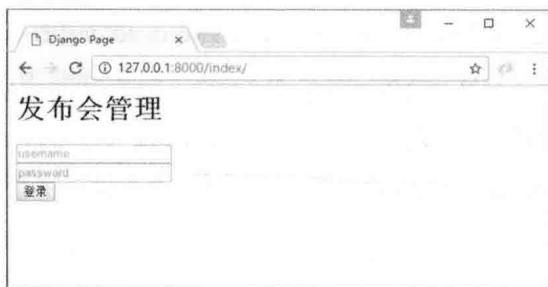 Django Page
127.0.0.1:8000/index/
发布会管理
username
password
登录